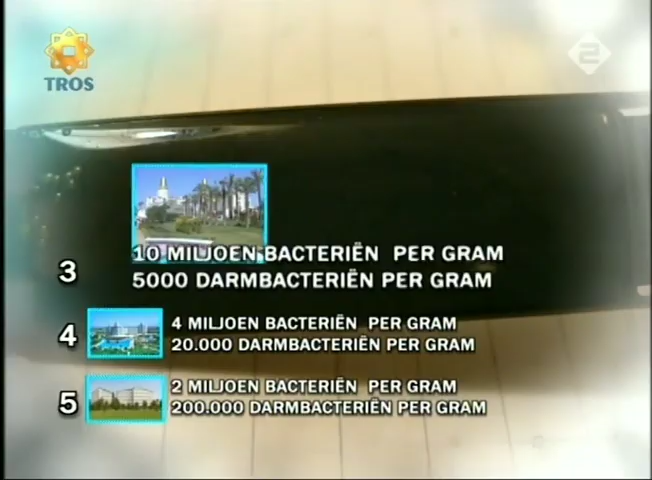 TROS
2
3
10 MILJOEN BACTERIËN PER GRAM
5000 DARMBACTERIËN PER GRAM
4
4 MILJOEN BACTERIËN PER GRAM
20.000 DARMBACTERIËN PER GRAM
5
2 MILJOEN BACTERIËN PER GRAM
200.000 DARMBACTERIËN PER GRAM